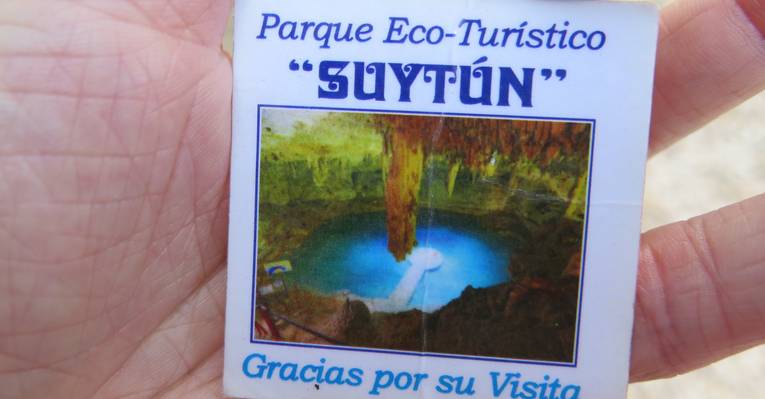 Parque Eco-Turístico
“SUYTÚN”
Gracias por su Visita